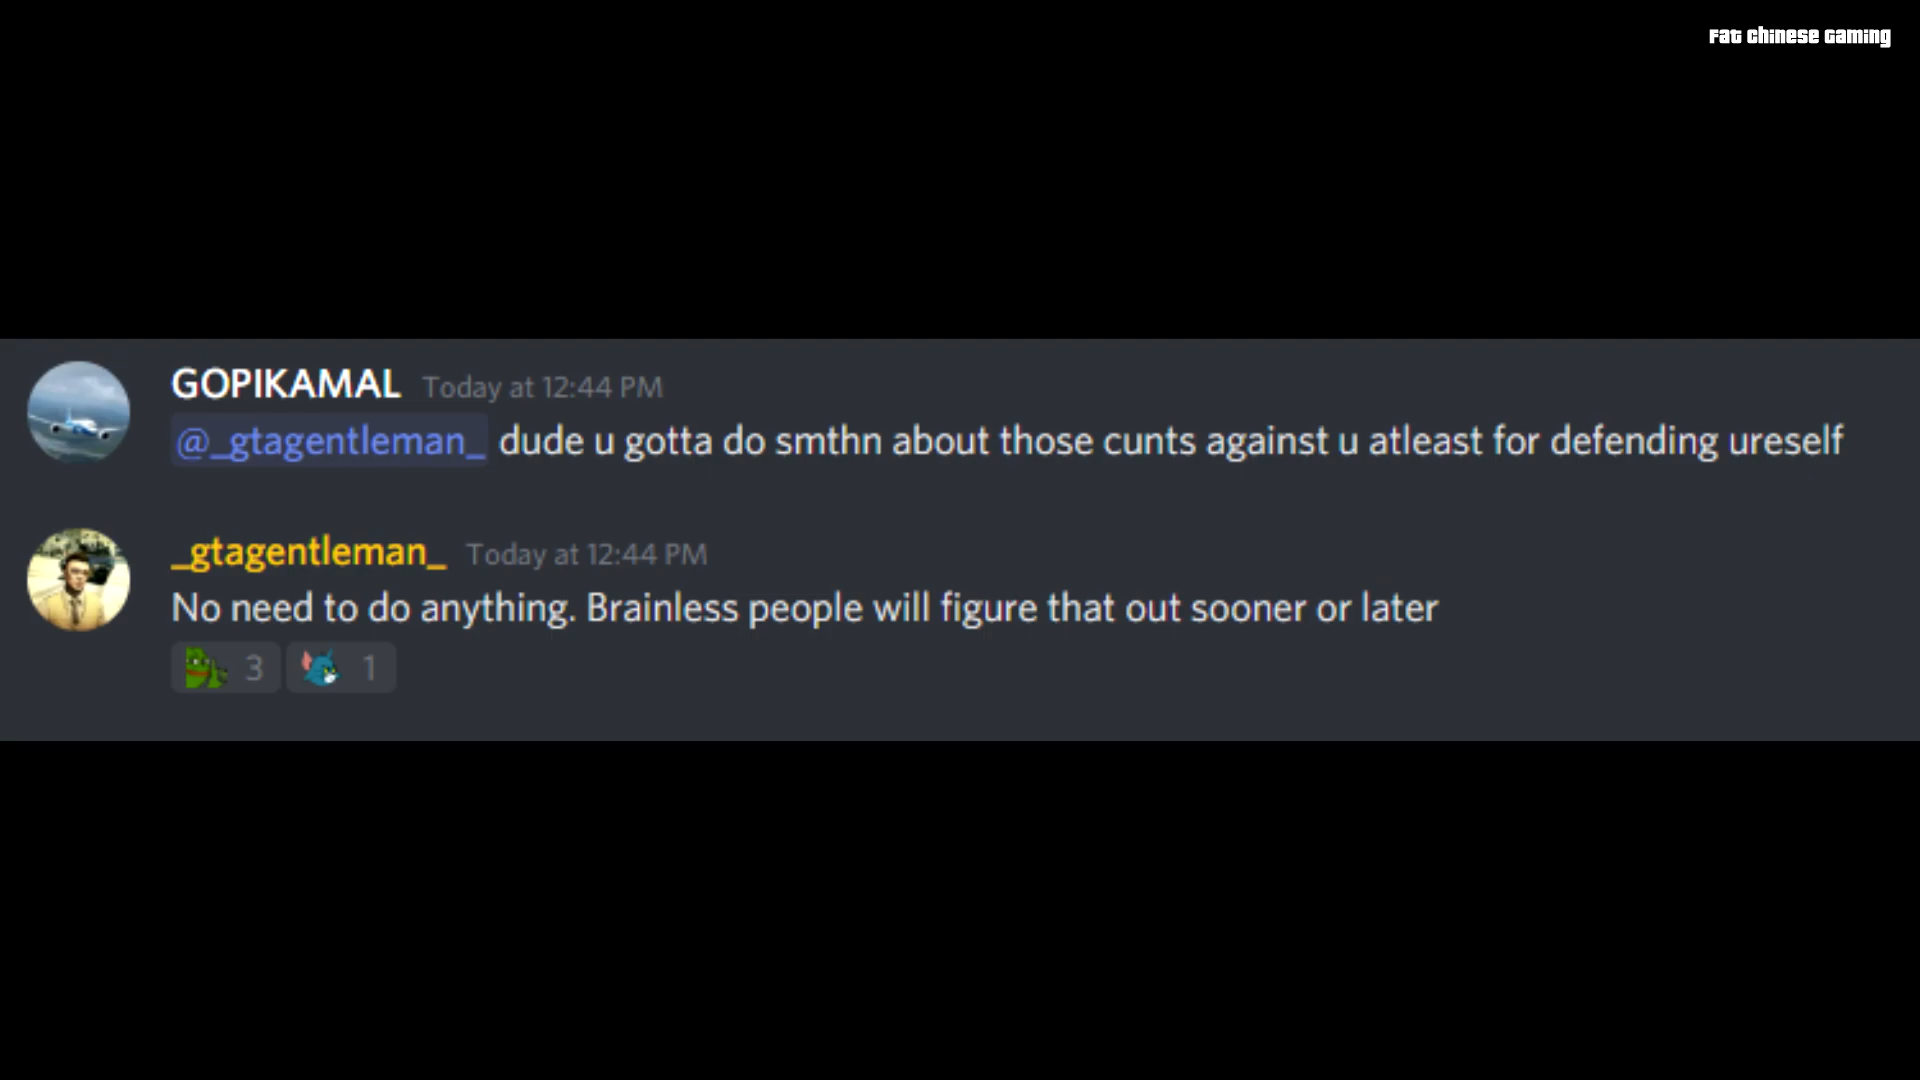 Fat Chinese Gaming
GOPIKAMAL Today at 12:44 PM
@_gtagentleman_ dude u gotta do smthn about those cunts against u atleast for defending ureself
_gtagentleman_ Today at 12:44 PM
No need to do anything. Brainless people will figure that out sooner or later
3 1